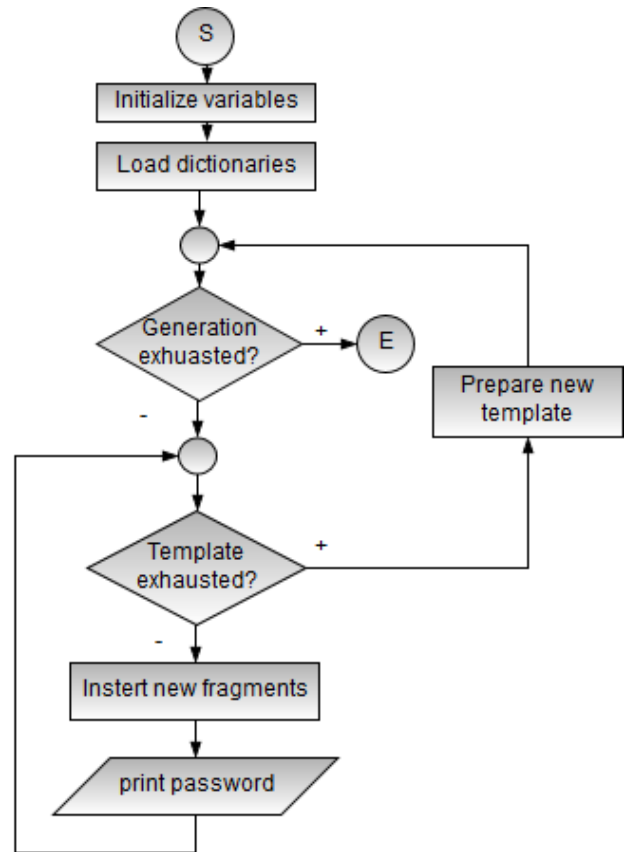 S
Initialize variables
Load dictionaries
Generation
exhuasted?
+
E
-
Prepare new
template
Template
exhausted?
+
-
Instert new fragments
print password